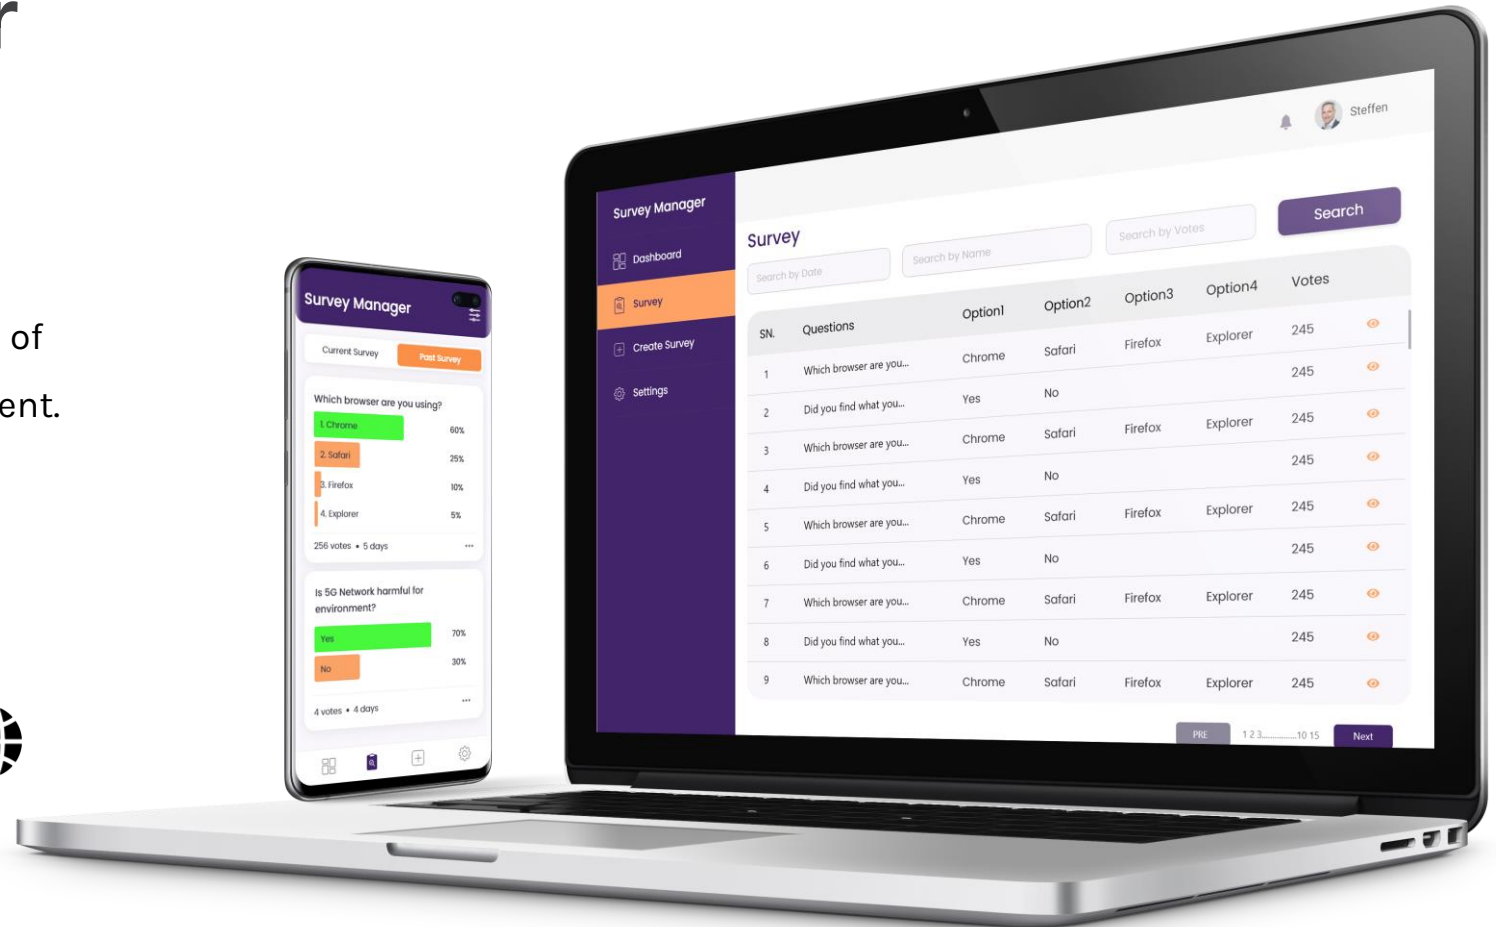 r
of
ent.
Survey Manager
Current Survey Past Survey
Which browser are you using?
1. Chrome 60%
2. Safari 25%
3. Firefox 10%
4. Explorer 5%
256 votes • 5 days •••
Is 5G Network harmful for
environment?
Yes 70%
No 30%
4 votes • 4 days •••
Survey Manager
Dashboard
Survey
Create Survey
Settings
Steffen
Survey
Search by Date Search by Name Search by Votes Search
SN. Questions Option1 Option2 Option3 Option4 Votes
1 Which browser are you... Chrome Safari Firefox Explorer 245
2 Did you find what you... Yes No 245
3 Which browser are you... Chrome Safari Firefox Explorer 245
4 Did you find what you... Yes No 245
5 Which browser are you... Chrome Safari Firefox Explorer 245
6 Did you find what you... Yes No 245
7 Which browser are you... Chrome Safari Firefox Explorer 245
8 Did you find what you... Yes No 245
9 Which browser are you... Chrome Safari Firefox Explorer 245
PRE 1 2 3..............10 15 Next